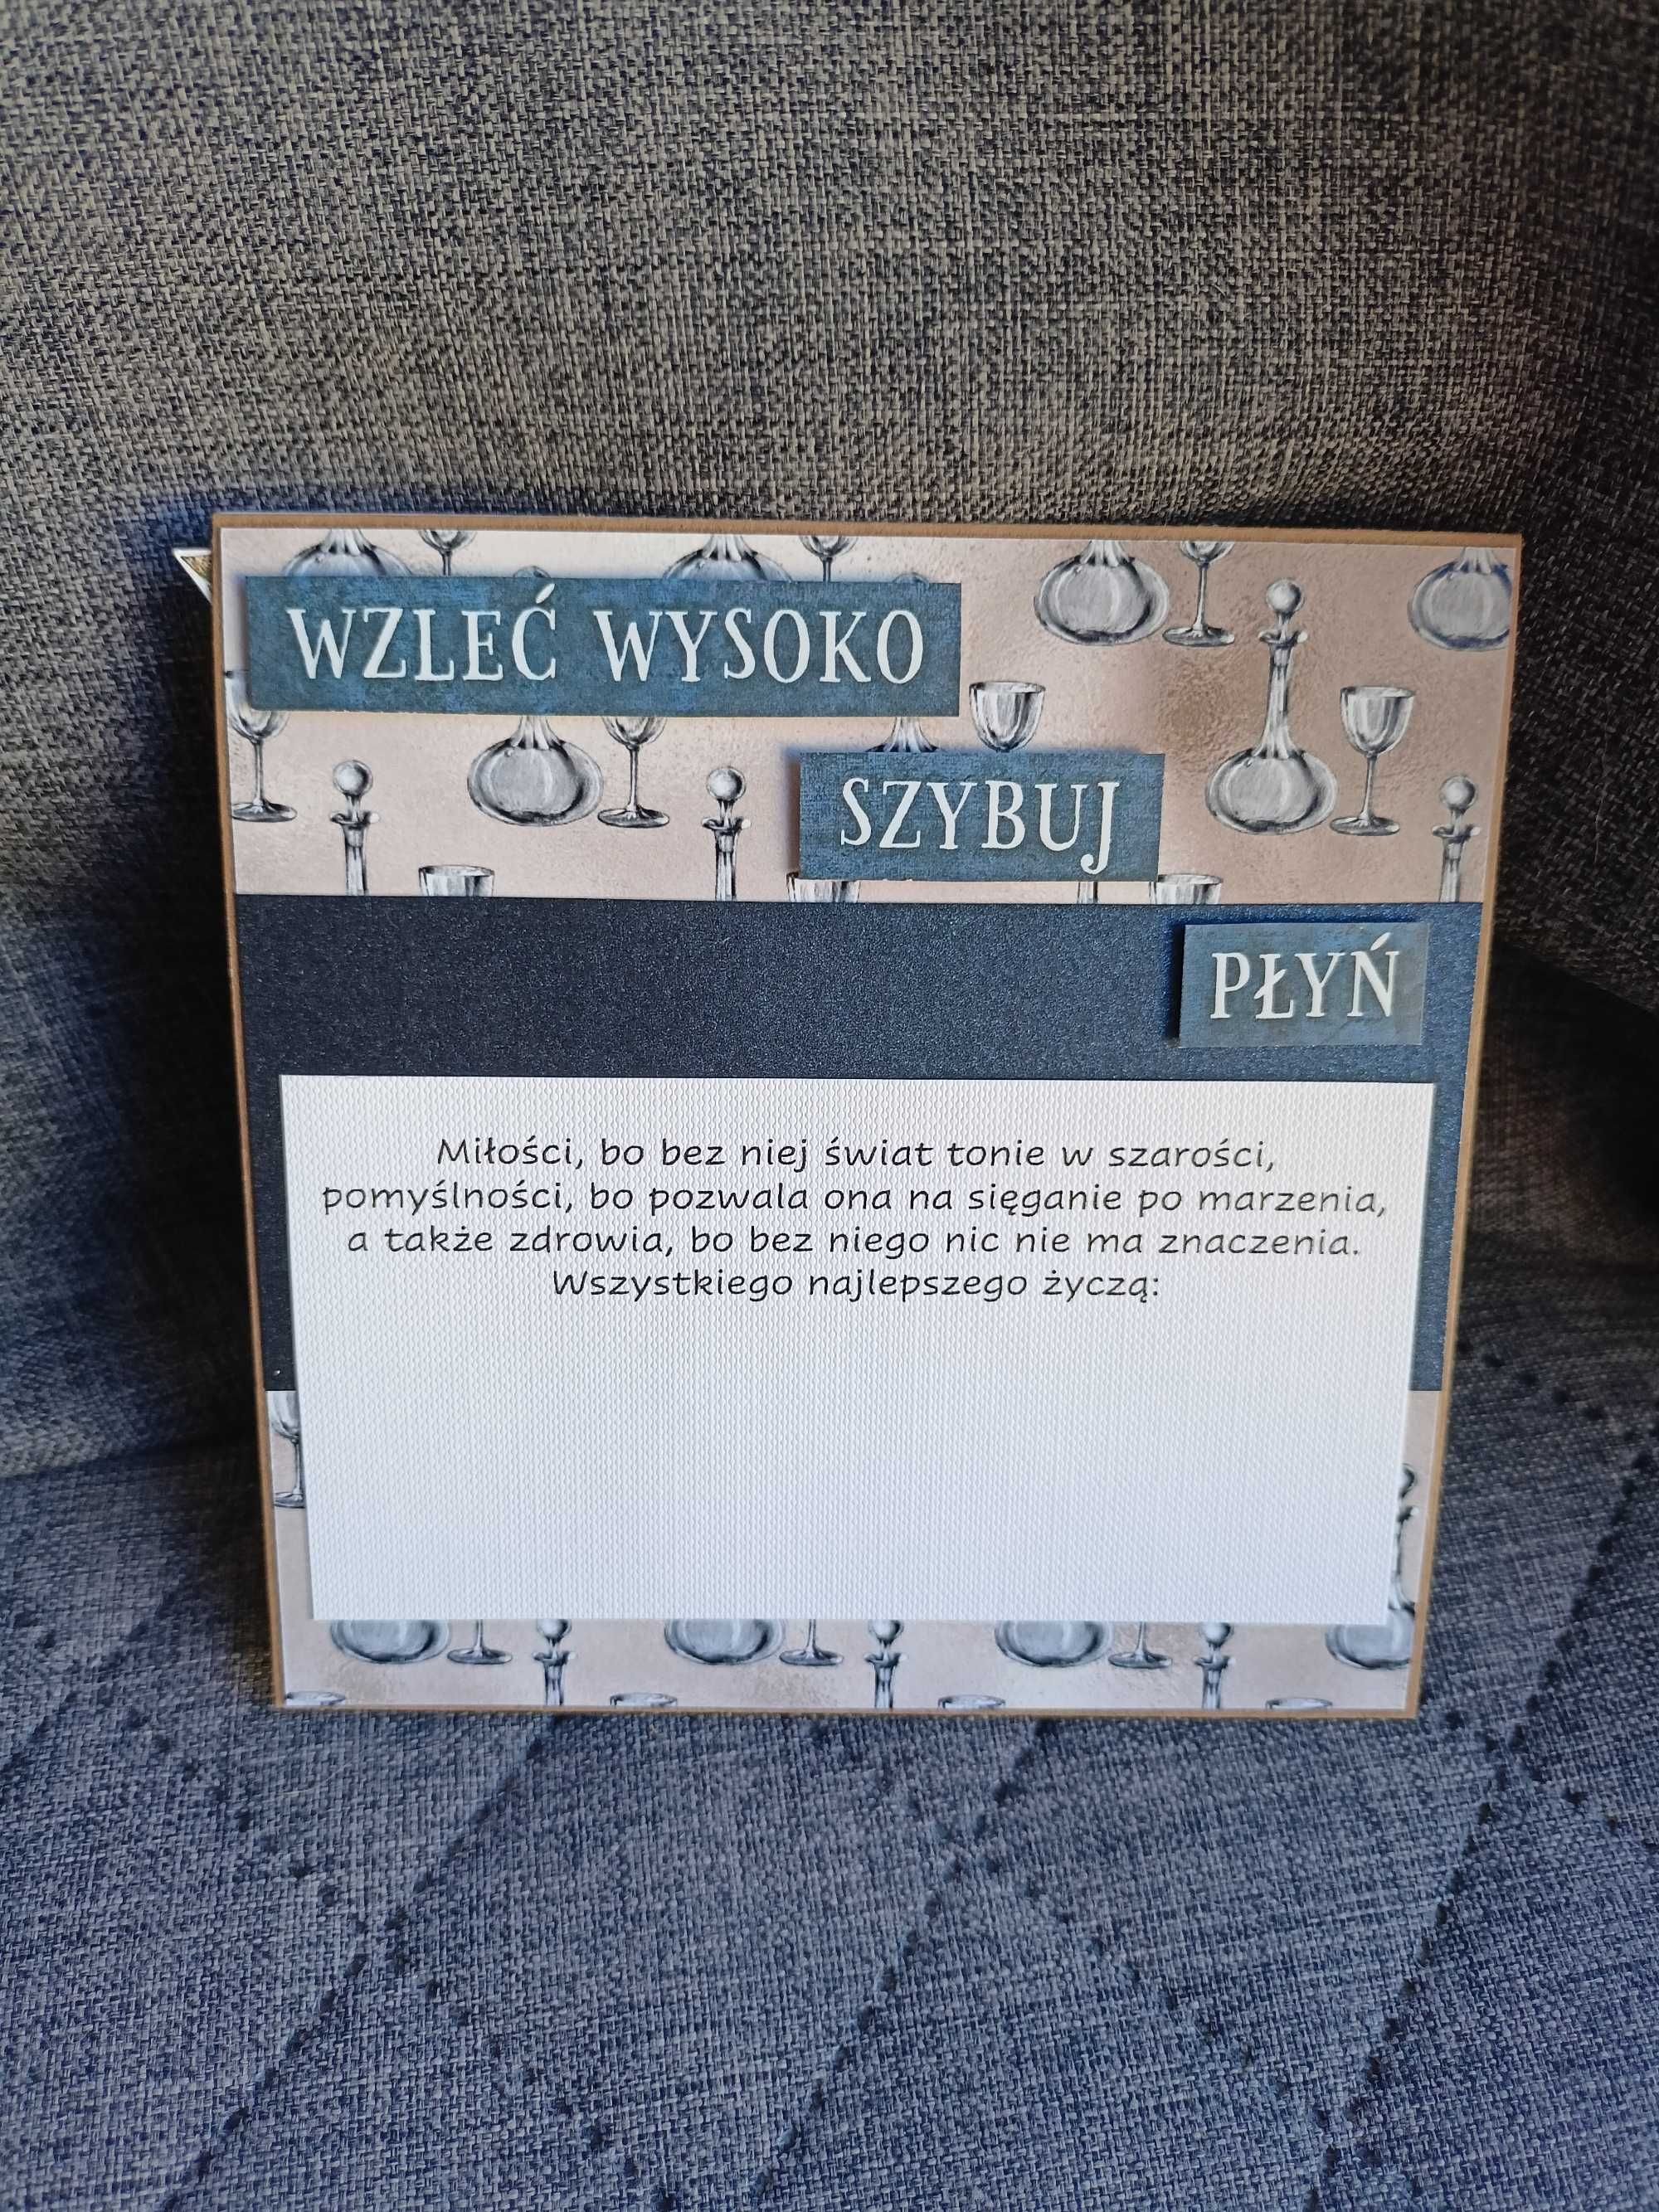 WZLEĆ WYSOKO
SZYBUJ
PŁYŃ
Miłości, bo bez niej świat tonie w szarości,
pomyślności, bo pozwala ona na sięganie po marzenia,
a także zdrowia, bo bez niego nic nie ma znaczenia.
Wszystkiego najlepszego życzą: